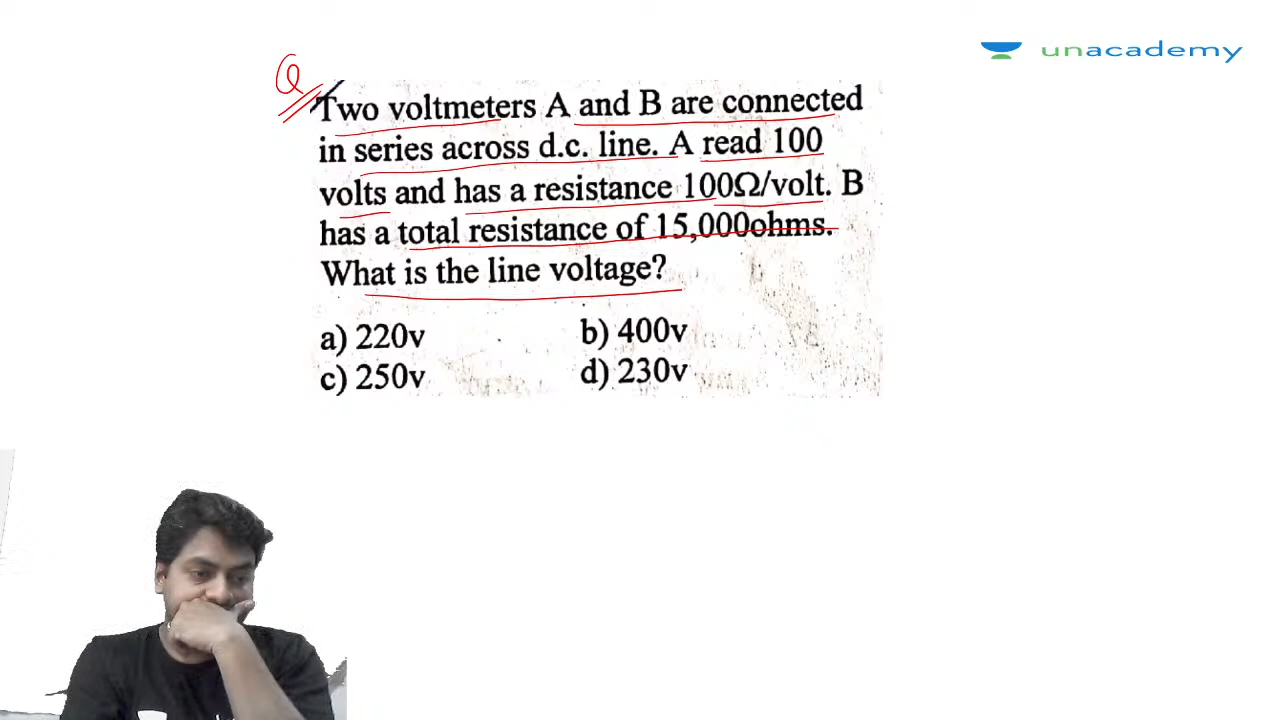 unacademy
Q
Two voltmeters A and B are connected
in series across d.c. line. A read 100
volts and has a resistance 100Ω/volt. B
has a total resistance of 15,000ohms.
What is the line voltage?
a) 220v b) 400v
c) 250v d) 230v